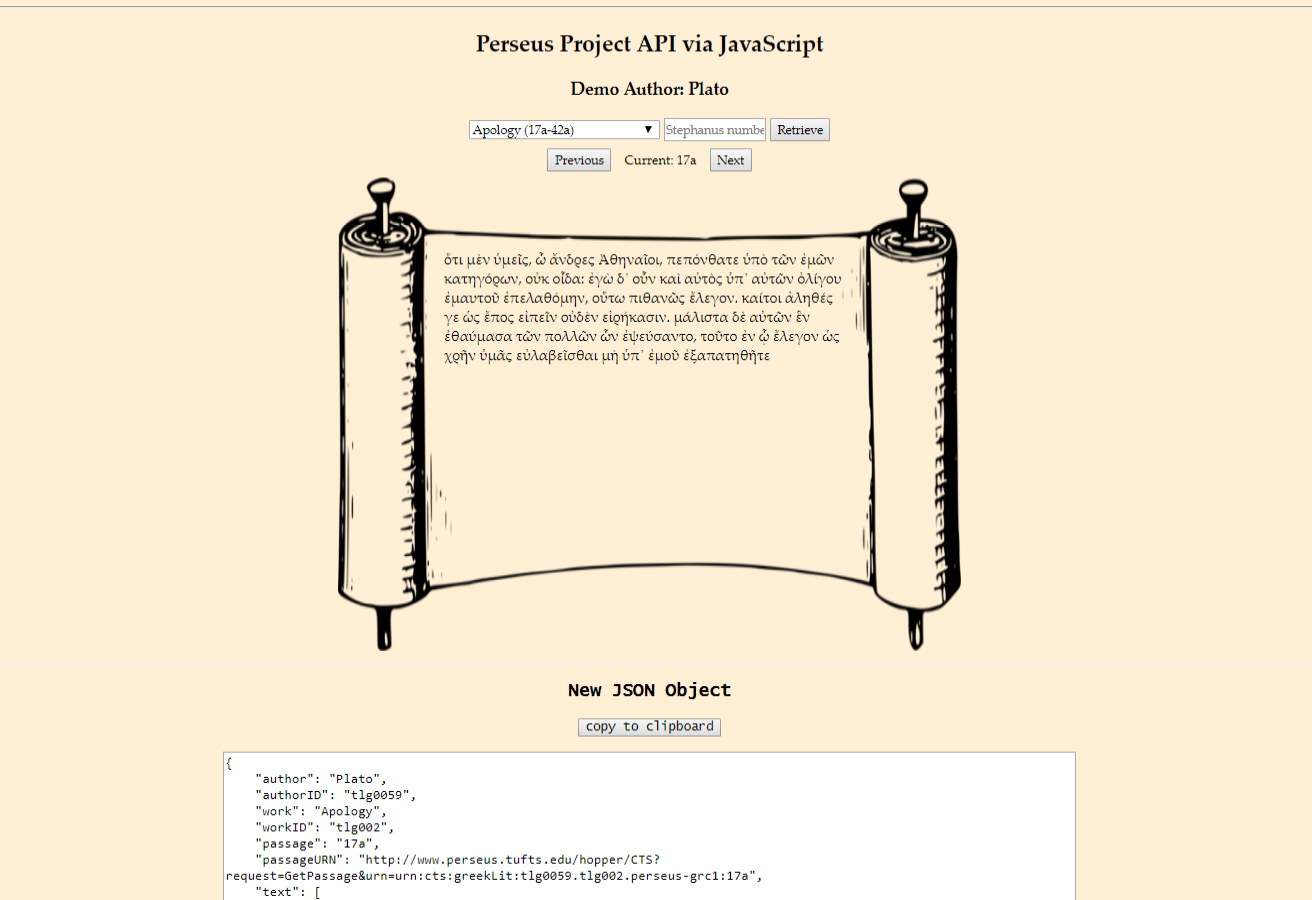 Perseus Project API via JavaScript
Demo Author: Plato
Apology (17a-42a) Stephanus numbe Retrieve
Previous Current: 17a Next
ὅτι μὲν ὑμεῖς, ὦ ἄνδρες Ἀθηναῖοι, πεπόνθατε ὑπὸ τῶν ἐμῶν
κατηγόρων, οὐκ οἶδα: ἐγὼ δ᾽ οὖν καὶ αὐτὸς ὑπ᾽ αὐτῶν ὀλίγου
ἐμαυτοῦ ἐπελαθόμην, οὕτω πιθανῶς ἔλεγον. καίτοι ἀληθές
γε ὡς ἔπος εἰπεῖν οὐδὲν εἰρήκασιν. μάλιστα δὲ αὐτῶν ἓν
ἐθαύμασα τῶν πολλῶν ὧν ἐψεύσαντο, τοῦτο ἐν ᾧ ἔλεγον ὡς
χρῆν ὑμᾶς εὐλαβεῖσθαι μὴ ὑπ᾽ ἐμοῦ ἐξαπατηθῆτε
New JSON Object
copy to clipboard
{
"author": "Plato",
"authorID": "tlg0059",
"work": "Apology",
"workID": "tlg002",
"passage": "17a",
"passageURN": "http://www.perseus.tufts.edu/hopper/CTS?
request=GetPassage&urn=urn:cts:greekLit:tlg0059.tlg002.perseus-grc1:17a",
"text": [